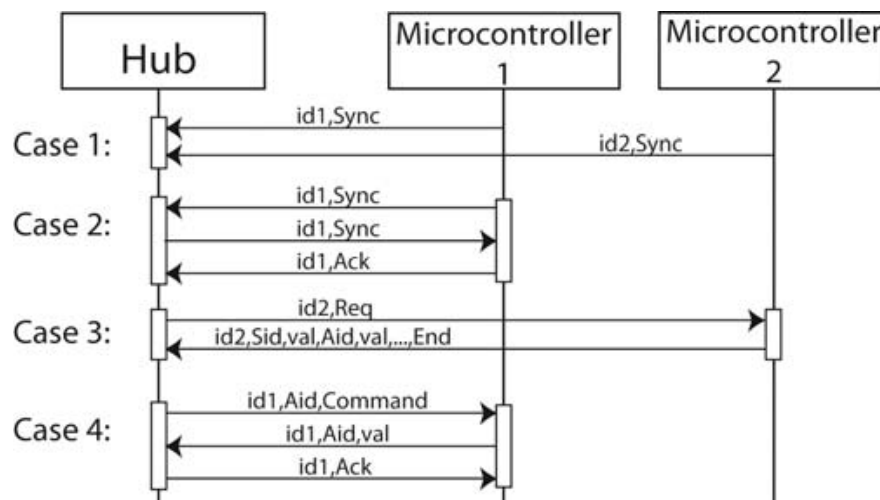 Hub
Microcontroller
1
Microcontroller
2
Case 1:
id1,Sync
id2,Sync
Case 2:
id1,Sync
id1,Sync
id1,Ack
Case 3:
id2,Req
id2,Sid,val,Aid,val,...,End
Case 4:
id1,Aid,Command
id1,Aid,val
id1,Ack